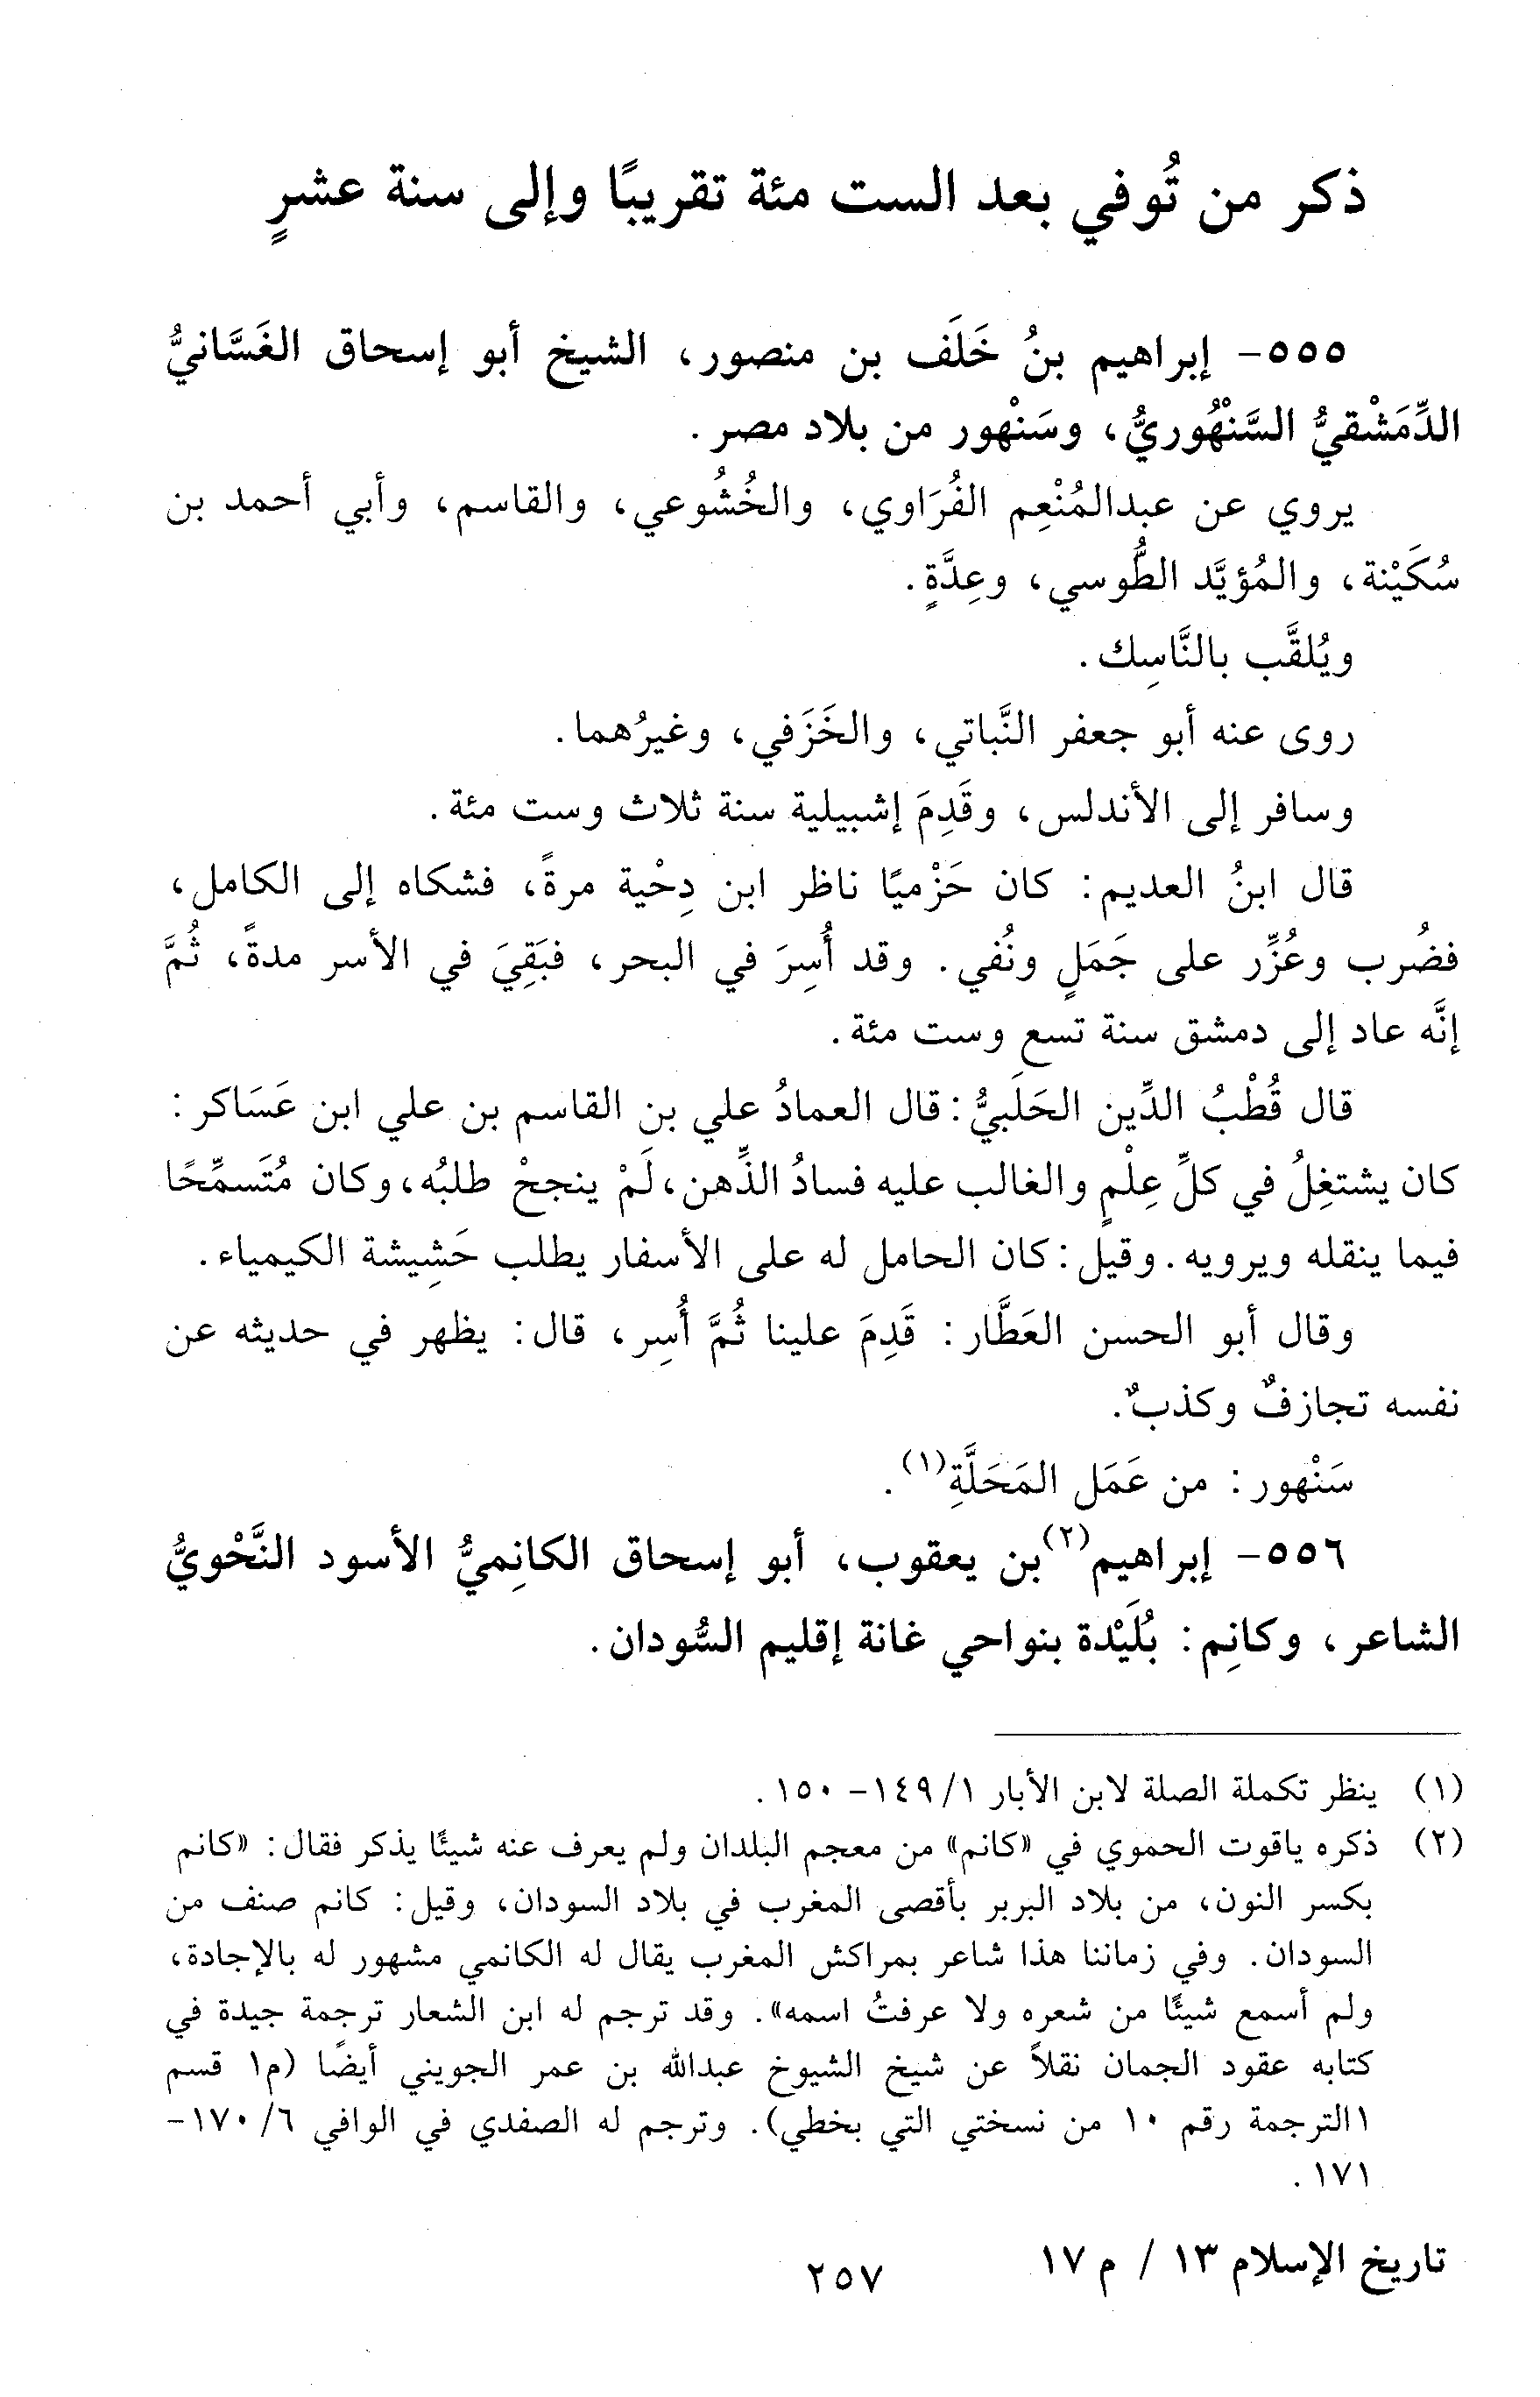 ذكر من تُوفي بعد الست مئة تقريبًا وإلى سنة عشرٍ
٥٥٥- إبراهيم بنُ خَلَف بن منصور، الشيخ أبو إسحاق الغَسَّانيُّ
الدِّمَشْقيُّ السَّنْهُوريُّ، وسَنْهور من بلاد مصر.
يروي عن عبدالمُنْعِم الفُرَاوي، والخُشُوعي، والقاسم، وأبي أحمد بن
سُكَيْنة، والمُؤيَّد الطُّوسي، وعِدَّةٍ.
ويُلقَّب بالنَّاسِك.
روى عنه أبو جعفر النَّباتي، والخَزَفي، وغيرُهما.
وسافر إلى الأندلس، وقَدِمَ إشبيلية سنة ثلاث وست مئة.
قال ابنُ العديم: كان حَزْميًا ناظر ابن دِحْية مرةً، فشكاه إلى الكامل،
فضُرب وعُزِّر على جَمَلٍ ونُفي. وقد أُسِرَ في البحر، فبَقِيَ في الأسر مدةً، ثُمَّ
إنَّه عاد إلى دمشق سنة تسع وست مئة.
قال قُطْبُ الدِّين الحَلَبيُّ: قال العمادُ علي بن القاسم بن علي ابن عَسَاكر:
كان يشتغِلُ في كلِّ عِلْمٍ والغالب عليه فسادُ الذِّهن، لَمْ ينجحْ طلبُه، وكان مُتَسمِّحًا
فيما ينقله ويرويه. وقيل: كان الحامل له على الأسفار يطلب حَشِيشة الكيمياء.
وقال أبو الحسن العَطَّار: قَدِمَ علينا ثُمَّ أُسِر، قال: يظهر في حديثه عن
نفسه تجازفٌ وكذبٌ.
سَنْهور: من عَمَل المَحَلَّةِ(١).
٥٥٦- إبراهيم(٢) بن يعقوب، أبو إسحاق الكانِميُّ الأسود النَّحْويُّ
الشاعر، وكانِم: بُلَيْدة بنواحي غانة إقليم السُّودان.
(١) ينظر تكملة الصلة لابن الأبار ١/ ١٤٩- ١٥٠.
(٢) ذكره ياقوت الحموي في «كانم» من معجم البلدان ولم يعرف عنه شيئًا يذكر فقال: «كانم
بكسر النون، من بلاد البربر بأقصى المغرب في بلاد السودان، وقيل: كانم صنف من
السودان. وفي زماننا هذا شاعر بمراكش المغرب يقال له الكانمي مشهور له بالإجادة،
ولم أسمع شيئًا من شعره ولا عرفتُ اسمه». وقد ترجم له ابن الشعار ترجمة جيدة في
كتابه عقود الجمان نقلاً عن شيخ الشيوخ عبدالله بن عمر الجويني أيضًا (م١ قسم
١الترجمة رقم ١٠ من نسختي التي بخطي). وترجم له الصفدي في الوافي ٦/ ١٧٠-
١٧١.
تاريخ الإسلام ١٣ / م ١٧
٢٥٧